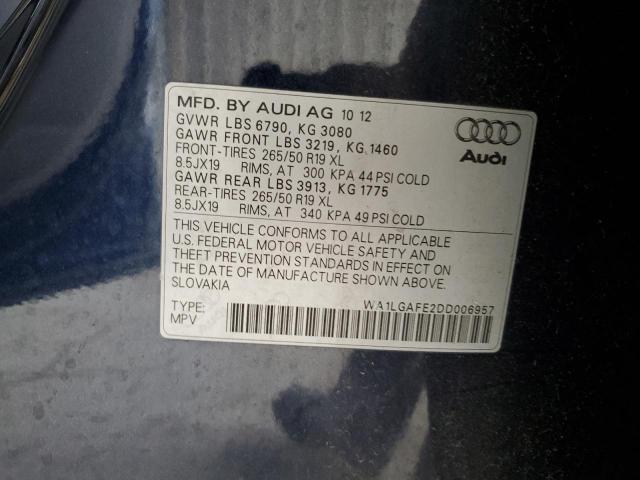 MFD. BY AUDI AG 10 12
GVWR LBS 6790, KG 3080
GAWR FRONT LBS 3219, KG 1460
FRONT-TIRES 265/50 R19 XL
8.5JX19 RIMS, AT 300 KPA 44 PSI COLD
GAWR REAR LBS 3913, KG 1775
REAR-TIRES 265/50 R19 XL
8.5JX19 RIMS, AT 340 KPA 49 PSI COLD
Audi
THIS VEHICLE CONFORMS TO ALL APPLICABLE
U.S. FEDERAL MOTOR VEHICLE SAFETY AND
THEFT PREVENTION STANDARDS IN EFFECT ON
THE DATE OF MANUFACTURE SHOWN ABOVE.
SLOVAKIA
TYPE: WA1LGAFE2DD006957
MPV